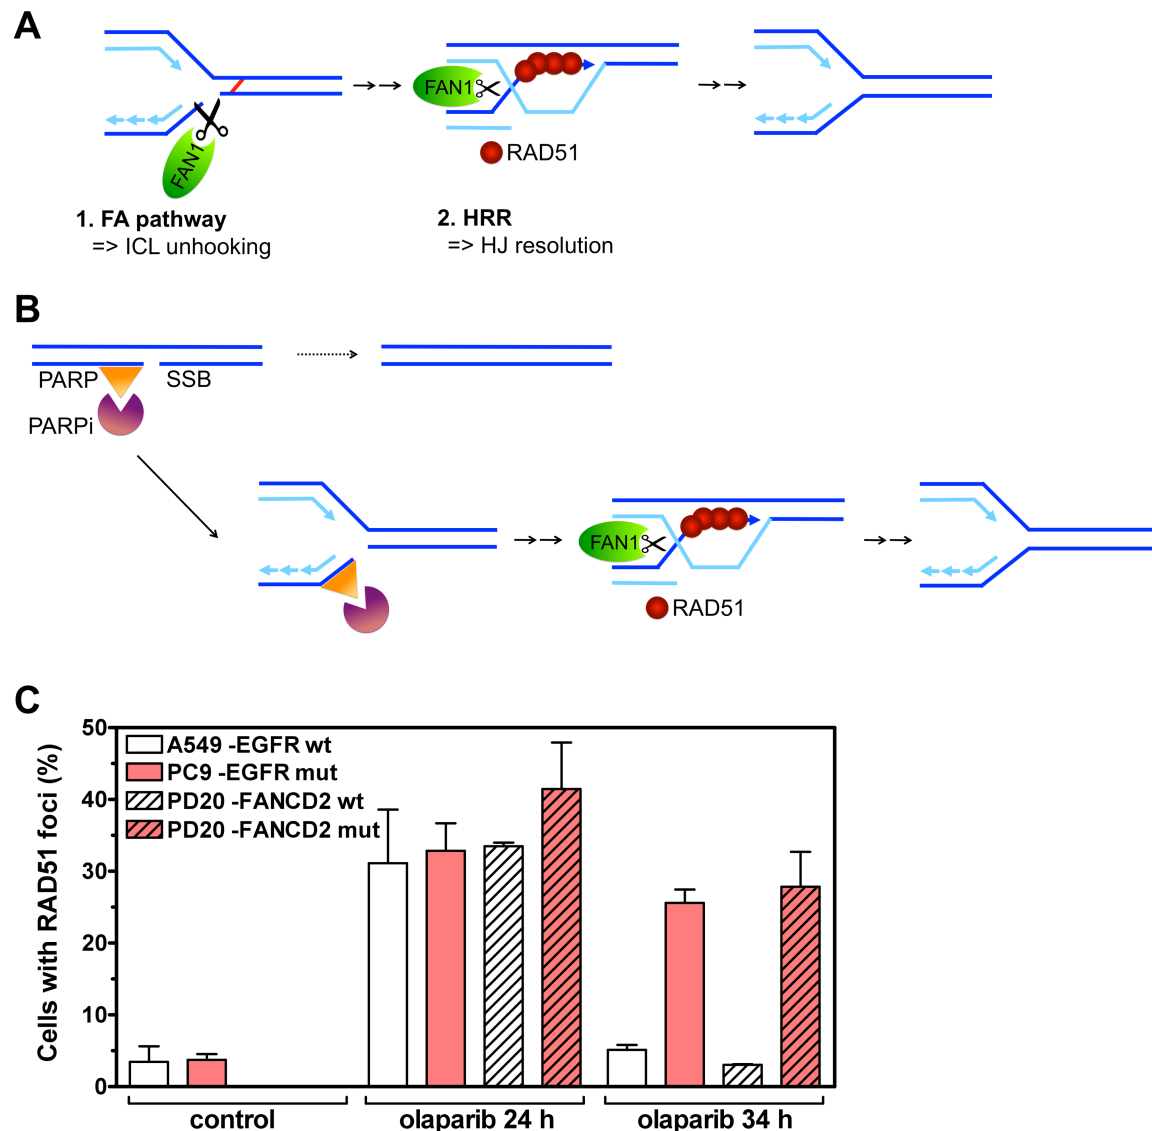 A
FAN1
FAN1
RAD51
1. FA pathway
=> ICL unhooking
2. HRR
=> HJ resolution
B
PARP
SSB
PARPi
FAN1
RAD51
C
Cells with RAD51 foci (%)
50
40
30
20
10
0
A549 -EGFR wt
PC9 -EGFR mut
PD20 -FANCD2 wt
PD20 -FANCD2 mut
control
olaparib 24 h
olaparib 34 h